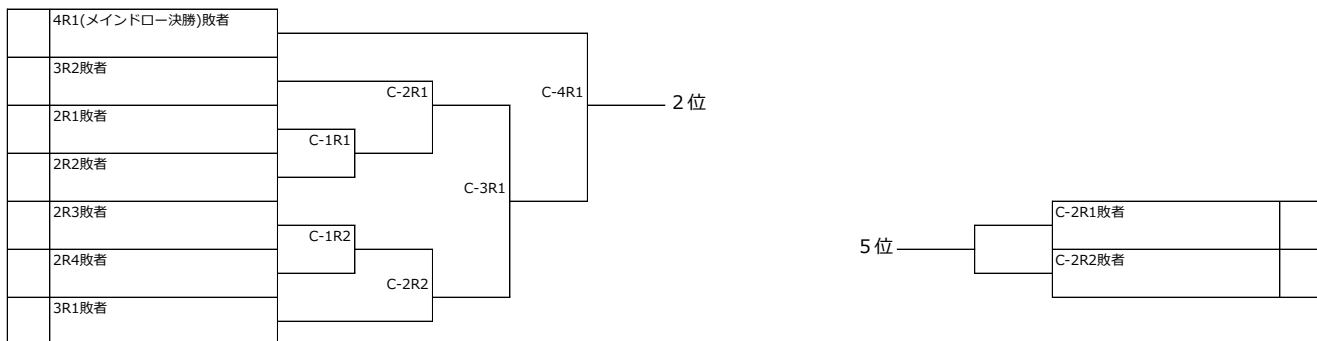 4R1(メインドロー決勝)敗者
3R2敗者
C-2R1
C-4R1
２位
2R1敗者
C-1R1
2R2敗者
C-3R1
2R3敗者
C-1R2
2R4敗者
C-2R2
3R1敗者
C-2R1敗者
５位
C-2R2敗者